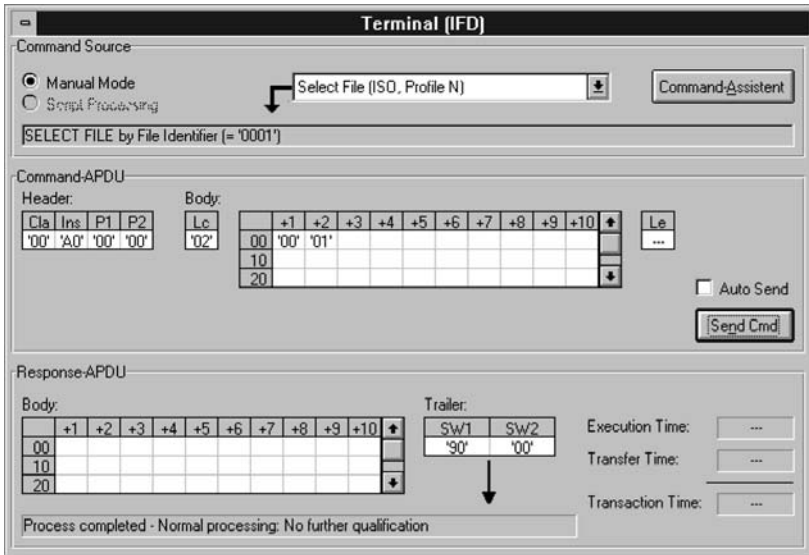 Terminal (IFD)
Command Source
Manual Mode
Script Processing
Select File (ISO, Profile N)
Command-Assistent
SELECT FILE by File Identifier (= '0001')
Command-APDU
Header:
Body:
Cla Ins P1 P2
'00' 'A0' '00' '00'
Lc
'02'
+1 +2 +3 +4 +5 +6 +7 +8 +9 +10
00 '00' '01'
10
20
Le
---
Auto Send
Send Cmd
Response-APDU
Body:
+1 +2 +3 +4 +5 +6 +7 +8 +9 +10
00
10
20
Trailer:
SW1 SW2
'90' '00'
Execution Time: ---
Transfer Time: ---
Transaction Time: ---
Process completed - Normal processing: No further qualification